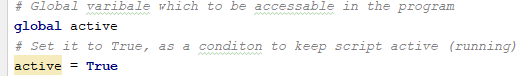 # Global varibale which to be accessable in the program
global active
# Set it to True, as a conditon to keep script active (running)
active = True